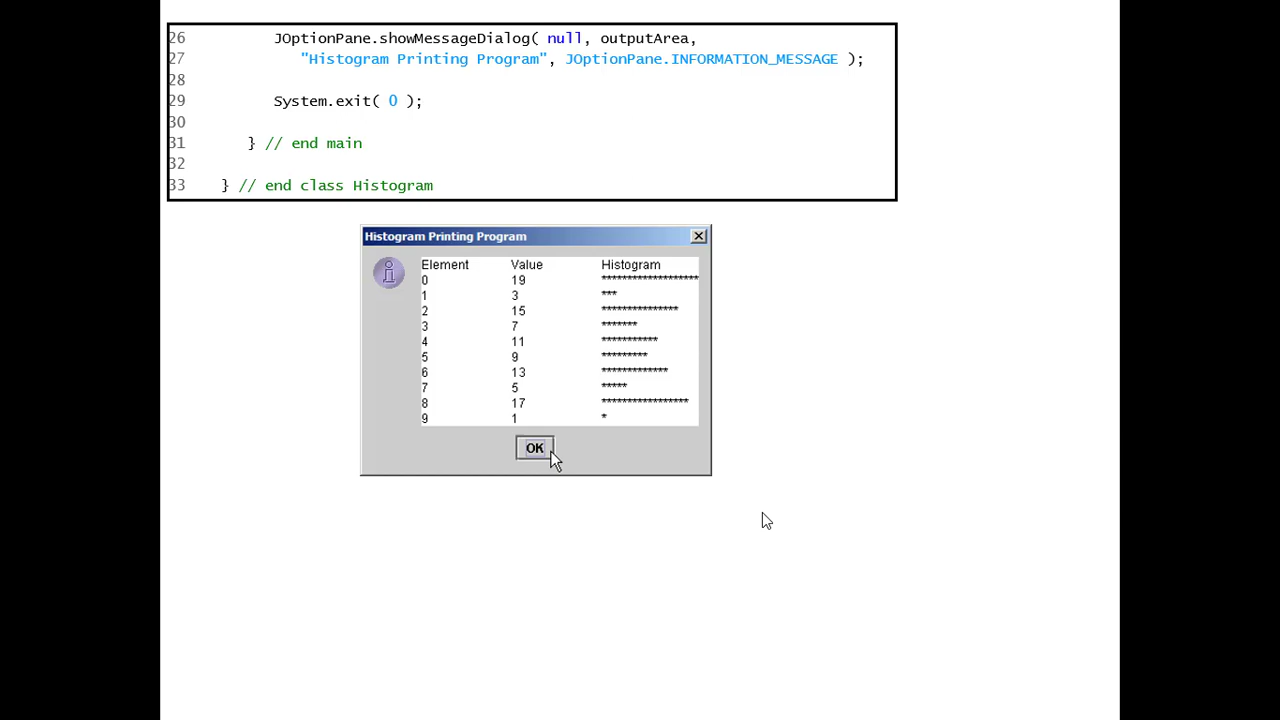 26 JOptionPane.showMessageDialog( null, outputArea,
27 "Histogram Printing Program", JOptionPane.INFORMATION_MESSAGE );
28
29 System.exit( 0 );
30
31 } // end main
32
33 } // end class Histogram
Histogram Printing Program
Element Value Histogram
0 19 *******************
1 3 ***
2 15 ***************
3 7 *******
4 11 ***********
5 9 *********
6 13 *************
7 5 *****
8 17 *****************
9 1 *
OK